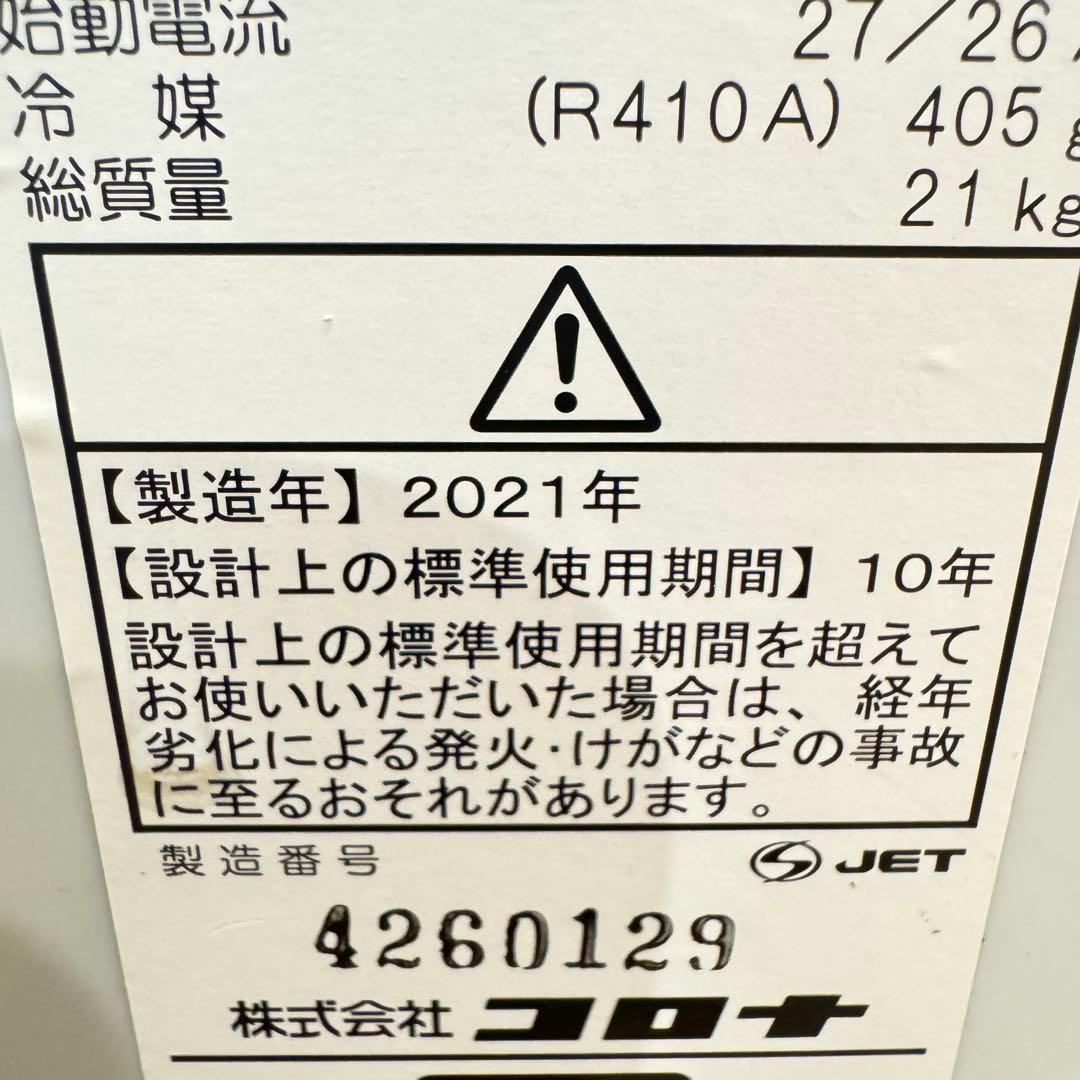 始動電流 27/26
冷媒 (R410A) 405g
総質量 21kg
【製造年】2021年
【設計上の標準使用期間】10年
設計上の標準使用期間を超えて
お使いいただいた場合は、経年
劣化による発火・けがなどの事故
に至るおそれがあります。
製造番号 JET
4260129
株式会社 コロナ